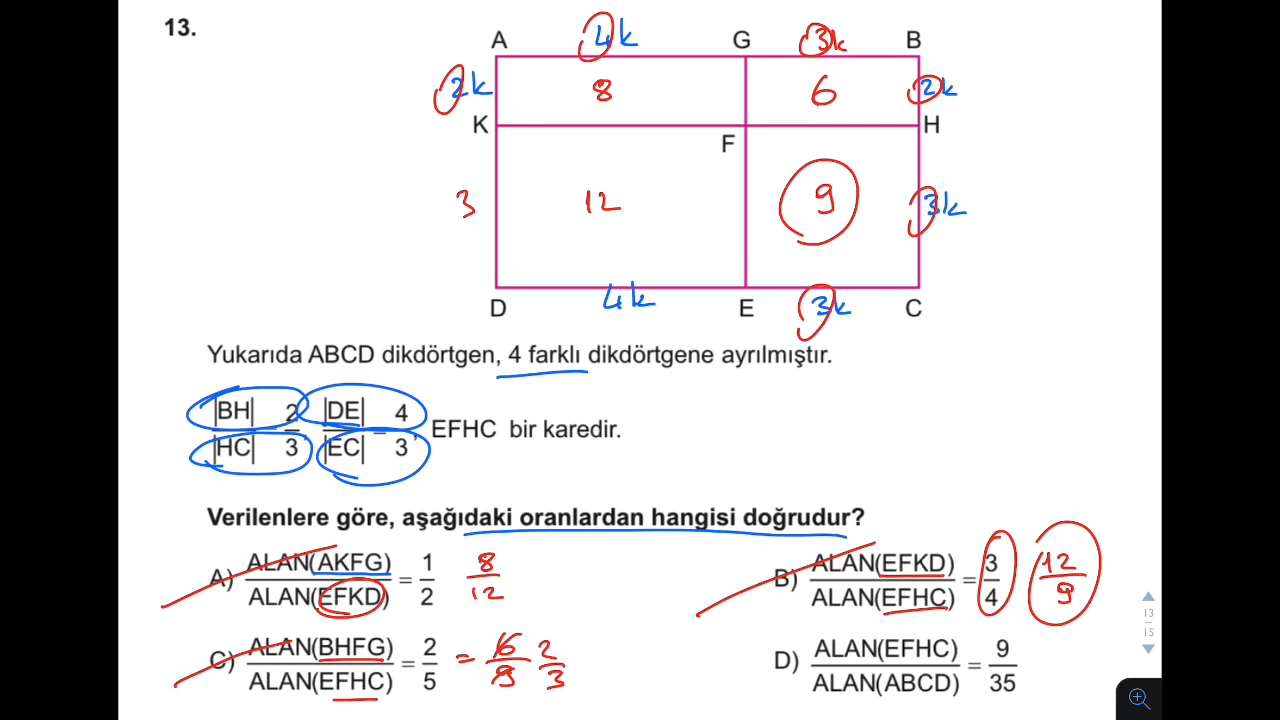 13.
A 4k G 3k B
2k 8 6 2k
K F H
3 12 9 3k
D 4k E 3k C
Yukarıda ABCD dikdörtgen, 4 farklı dikdörtgene ayrılmıştır.
|BH| 2 |DE| 4
|HC| 3, |EC| = 3, EFHC bir karedir.
Verilenlere göre, aşağıdaki oranlardan hangisi doğrudur?
A) ALAN(AKFG) / ALAN(EFKD) = 1/2 8/12
B) ALAN(EFKD) / ALAN(EFHC) = 3/4 12/9
C) ALAN(BHFG) / ALAN(EFHC) = 2/5 = 6/9 2/3
D) ALAN(EFHC) / ALAN(ABCD) = 9/35
13
15